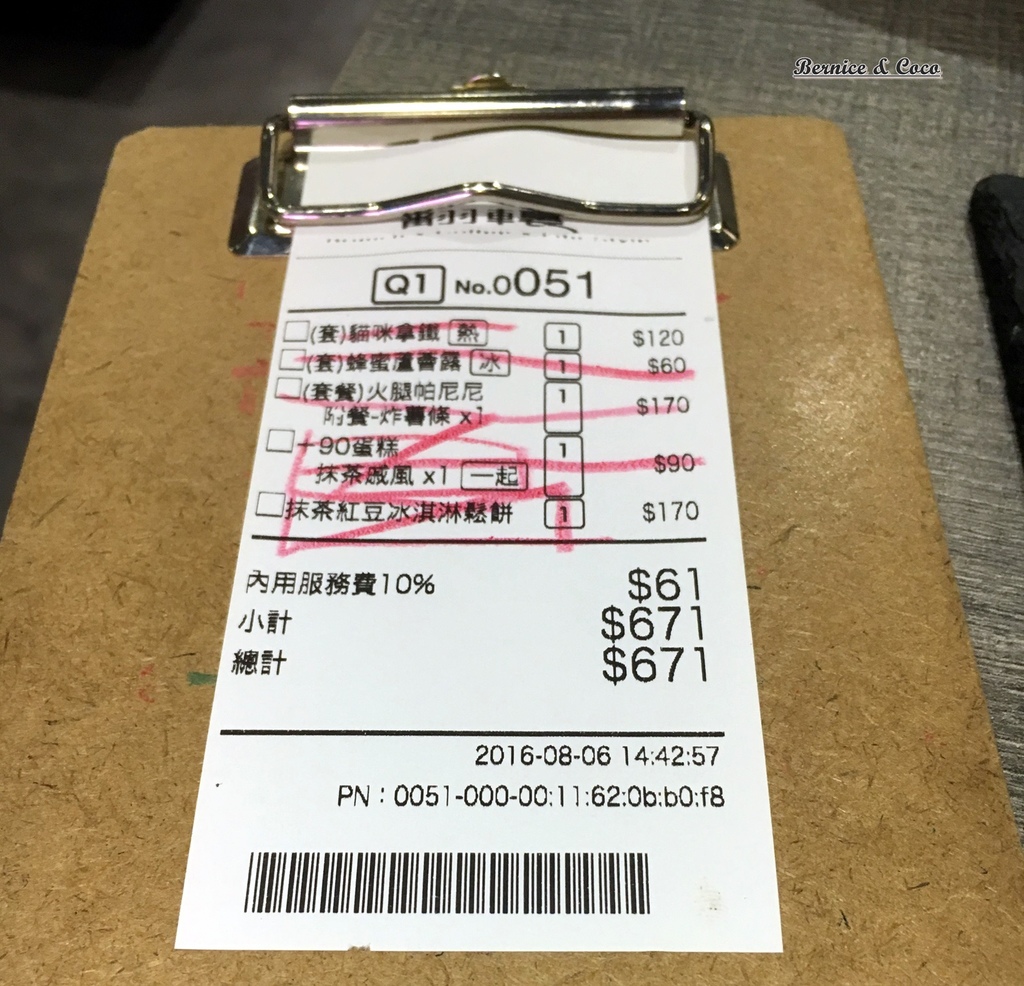 Bernice & Coco
Q1 No.0051
(套)貓咪拿鐵 熱 1 $120
(套)蜂蜜蘆薈露 冰 1 $60
(套餐)火腿帕尼尼 1 $170
附餐-炸薯條 x1
+90蛋糕 1 $90
抹茶戚風 x1 一起
抹茶紅豆冰淇淋鬆餅 1 $170
內用服務費10% $61
小計 $671
總計 $671
2016-08-06 14:42:57
PN : 0051-000-00:11:62:0b:b0:f8